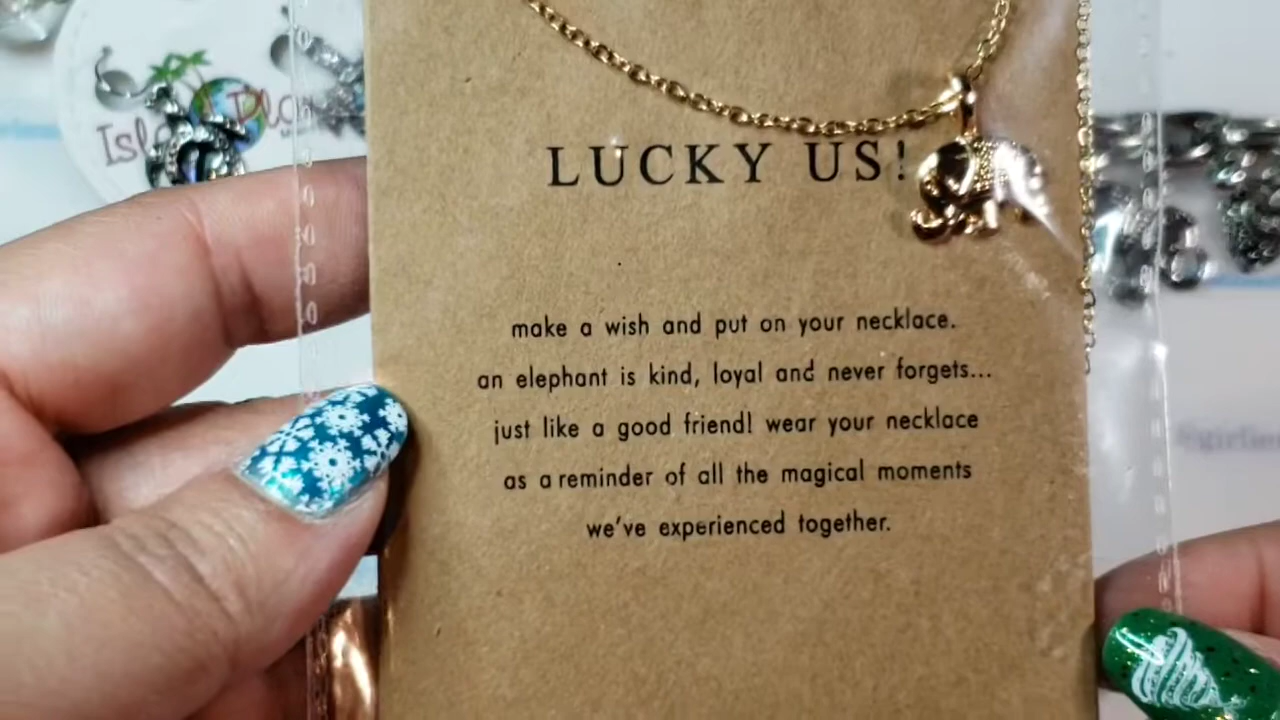 LUCKY US!
make a wish and put on your necklace.
an elephant is kind, loyal and never forgets...
just like a good friend! wear your necklace
as a reminder of all the magical moments
we've experienced together.